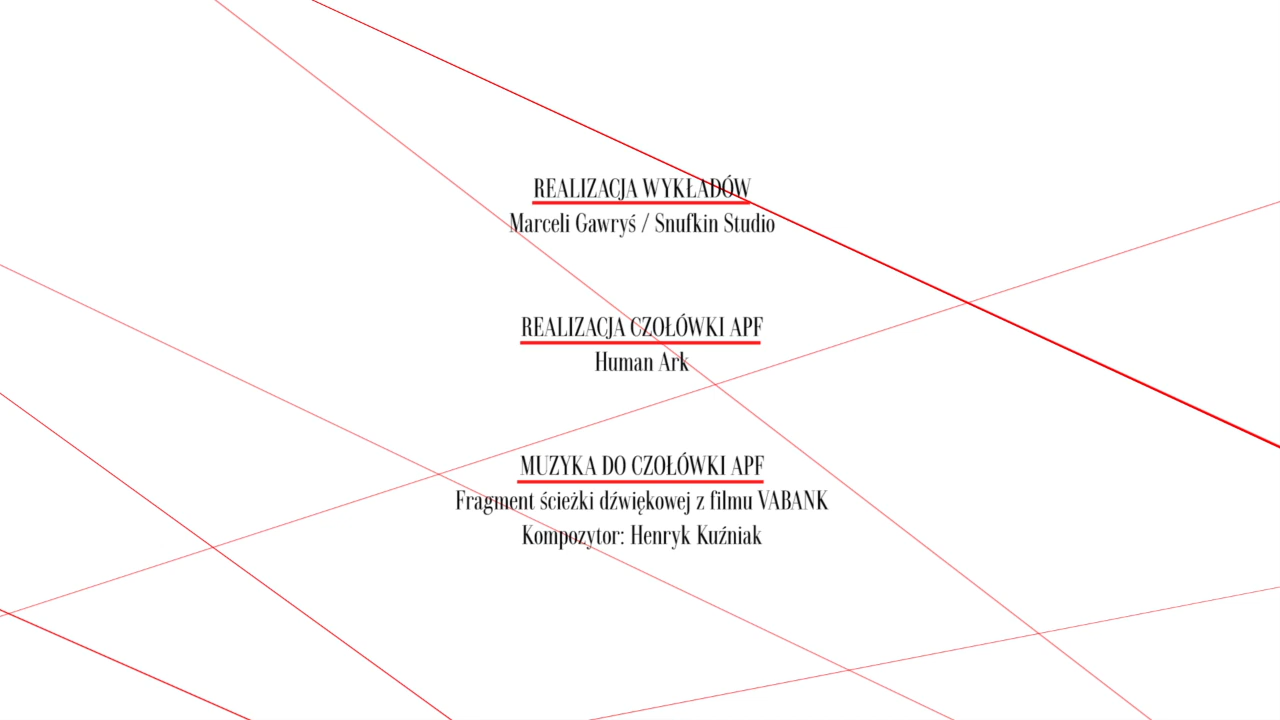 REALIZACJA WYKŁADÓW
Marceli Gawryś / Snufkin Studio
REALIZACJA CZOŁÓWKI APF
Human Ark
MUZYKA DO CZOŁÓWKI APF
Fragment ścieżki dźwiękowej z filmu VABANK
Kompozytor: Henryk Kuźniak